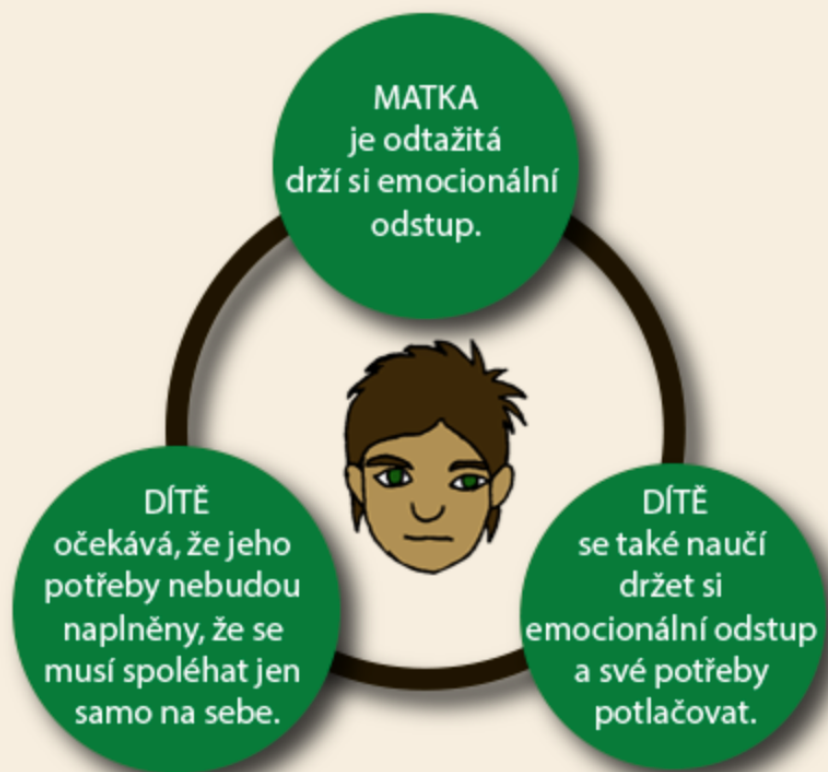 MATKA
je odtažitá
drží si emocionální
odstup.
DÍTĚ
očekává, že jeho
potřeby nebudou
naplněny, že se
musí spoléhat jen
samo na sebe.
DÍTĚ
se také naučí
držet si
emocionální odstup
a své potřeby
potlačovat.